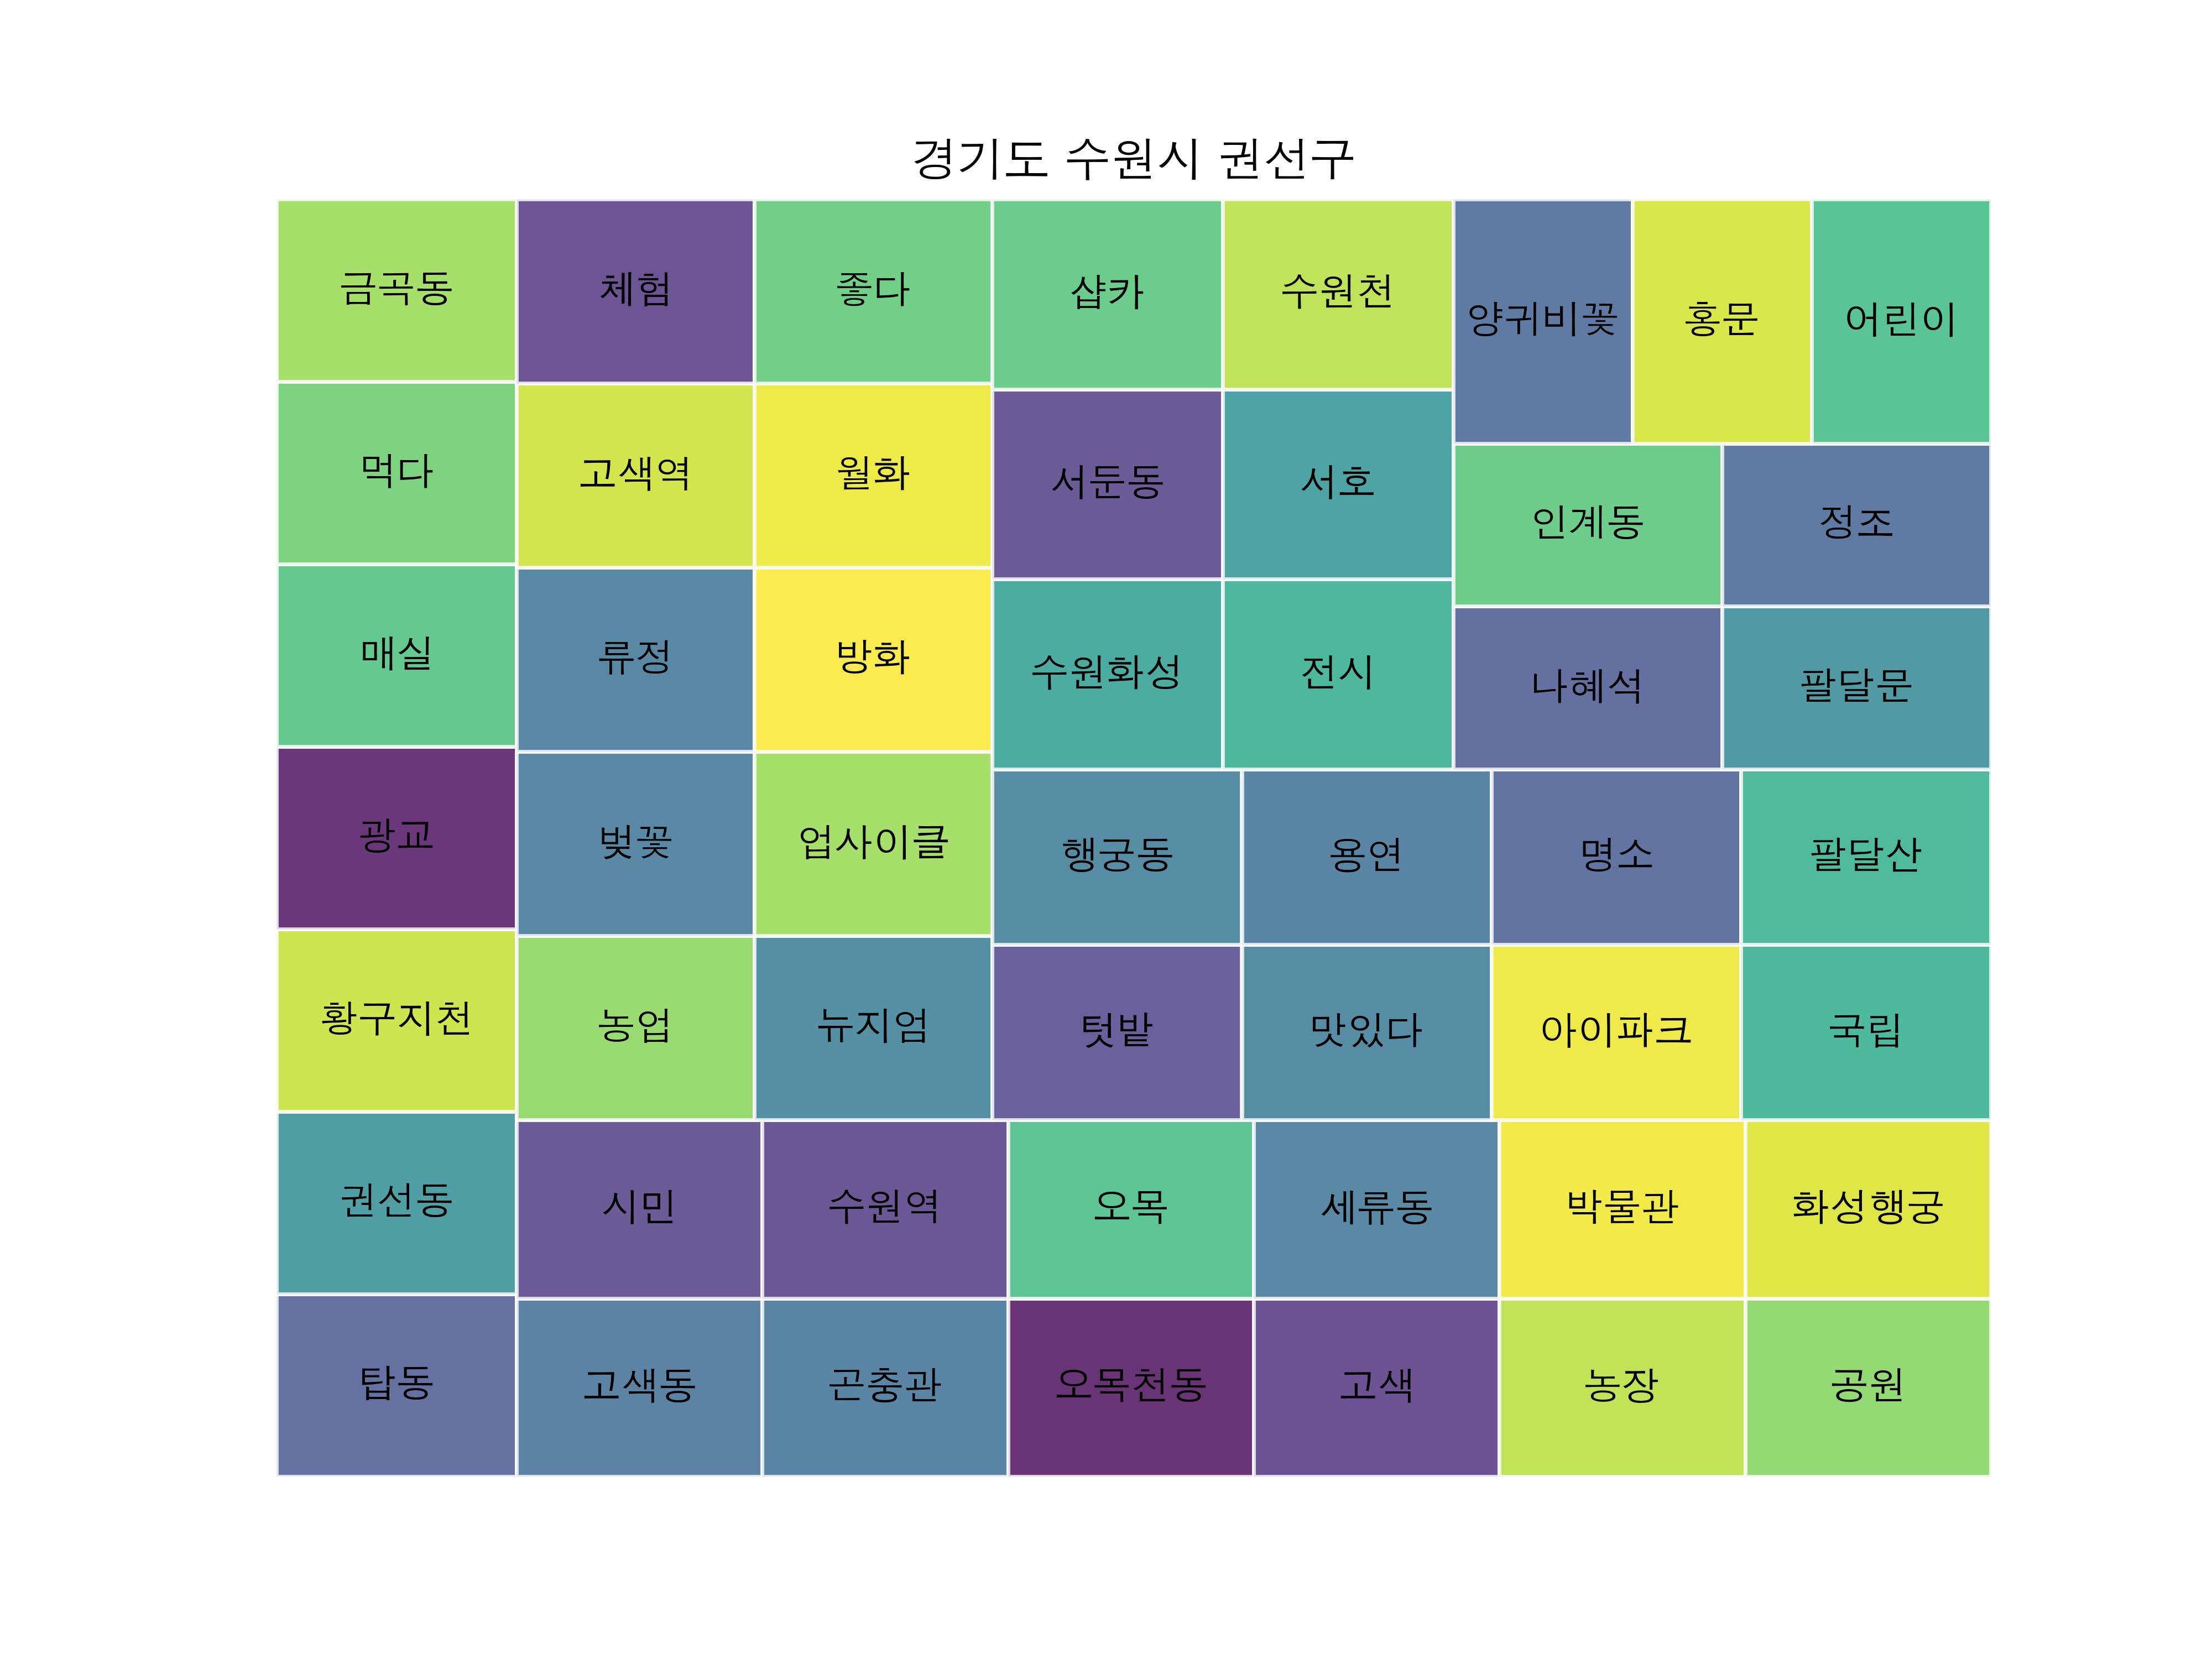 경기도 수원시 권선구
금곡동
체험
좋다
샵카
수원천
양귀비꽃
홍문
어린이
먹다
고색역
월화
서둔동
서호
인계동
정조
매실
류정
방화
수원화성
전시
나혜석
팔달문
광교
벚꽃
업사이클
행궁동
용연
명소
팔달산
황구지천
농업
뉴지엄
텃밭
맛있다
아이파크
국립
권선동
시민
수원역
오목
세류동
박물관
화성행궁
탑동
고색동
곤충관
오목천동
고색
농장
공원